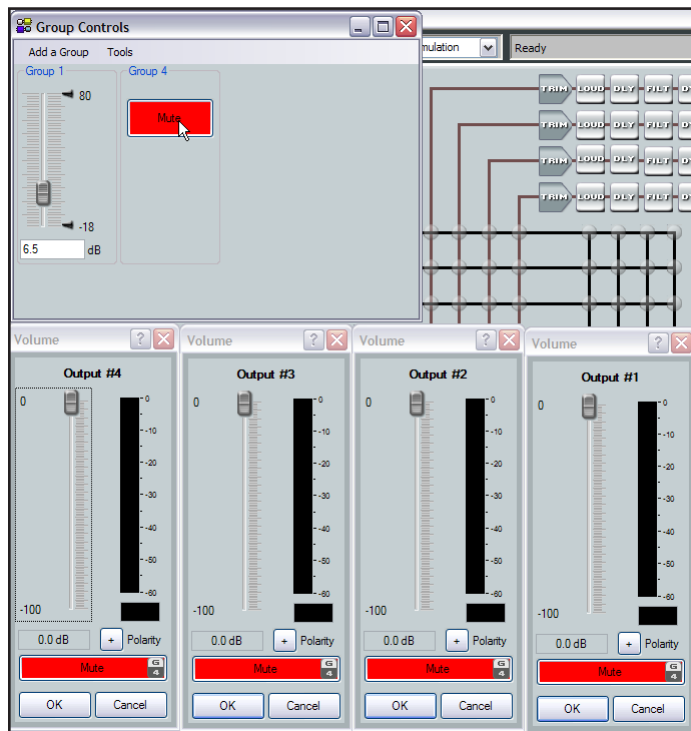 Group Controls
mulation
Ready
Add a Group Tools
Group 1
Group 4
80
Mute
-18
6.5 dB
TRIM LOUD DLY FILT D
TRIM LOUD DLY FILT D
TRIM LOUD DLY FILT D
TRIM LOUD DLY FILT D
Volume
Output #4
0
0
-10
-20
-30
-40
-50
-60
-100
0.0 dB + Polarity
Mute G 4
OK Cancel
Volume
Output #3
0
0
-10
-20
-30
-40
-50
-60
-100
0.0 dB + Polarity
Mute G 4
OK Cancel
Volume
Output #2
0
0
-10
-20
-30
-40
-50
-60
-100
0.0 dB + Polarity
Mute G 4
OK Cancel
Volume
Output #1
0
0
-10
-20
-30
-40
-50
-60
-100
0.0 dB + Polarity
Mute G 4
OK Cancel